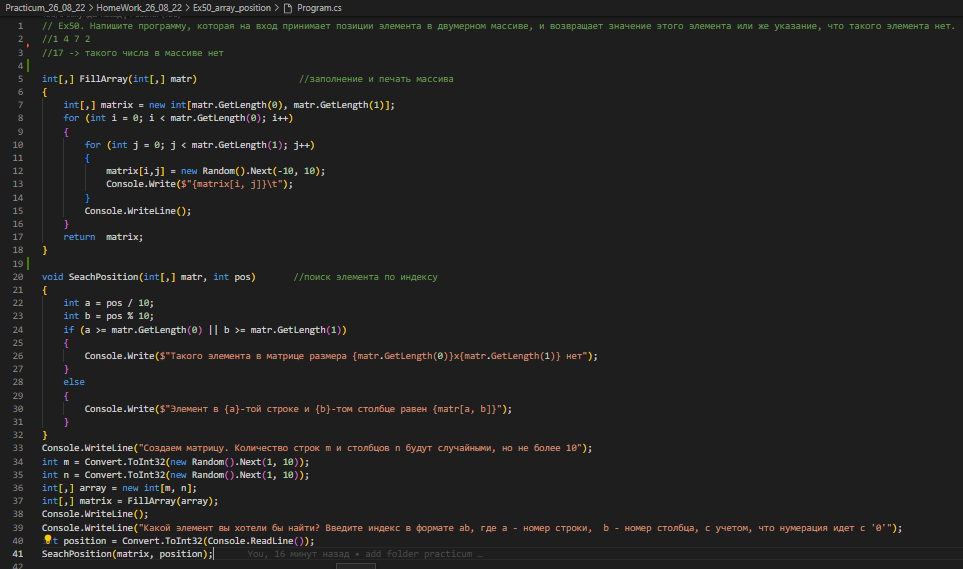 Practicum_26_08_22 > HomeWork_26_08_22 > Ex50_array_position > Program.cs
1 // Ex50. Напишите программу, которая на вход принимает позиции элемента в двумерном массиве, и возвращает значение этого элемента или же указание, что такого элемента нет.
2 //1 4 7 2
3 //17 -> такого числа в массиве нет
4
5 int[,] FillArray(int[,] matr) //заполнение и печать массива
6 {
7 int[,] matrix = new int[matr.GetLength(0), matr.GetLength(1)];
8 for (int i = 0; i < matr.GetLength(0); i++)
9 {
10 for (int j = 0; j < matr.GetLength(1); j++)
11 {
12 matrix[i,j] = new Random().Next(-10, 10);
13 Console.Write($"{matrix[i, j]}\t");
14 }
15 Console.WriteLine();
16 }
17 return matrix;
18 }
19
20 void SeachPosition(int[,] matr, int pos) //поиск элемента по индексу
21 {
22 int a = pos / 10;
23 int b = pos % 10;
24 if (a >= matr.GetLength(0) || b >= matr.GetLength(1))
25 {
26 Console.Write($"Такого элемента в матрице размера {matr.GetLength(0)}x{matr.GetLength(1)} нет");
27 }
28 else
29 {
30 Console.Write($"Элемент в {a}-той строке и {b}-том столбце равен {matr[a, b]}");
31 }
32 }
33 Console.WriteLine("Создаем матрицу. Количество строк m и столбцов n будут случайными, но не более 10");
34 int m = Convert.ToInt32(new Random().Next(1, 10));
35 int n = Convert.ToInt32(new Random().Next(1, 10));
36 int[,] array = new int[m, n];
37 int[,] matrix = FillArray(array);
38 Console.WriteLine();
39 Console.WriteLine("Какой элемент вы хотели бы найти? Введите индекс в формате ab, где a - номер строки, b - номер столбца, с учетом, что нумерация идет с '0'");
40 t position = Convert.ToInt32(Console.ReadLine());
41 SeachPosition(matrix, position); You, 16 минут назад • add folder practicum …
42